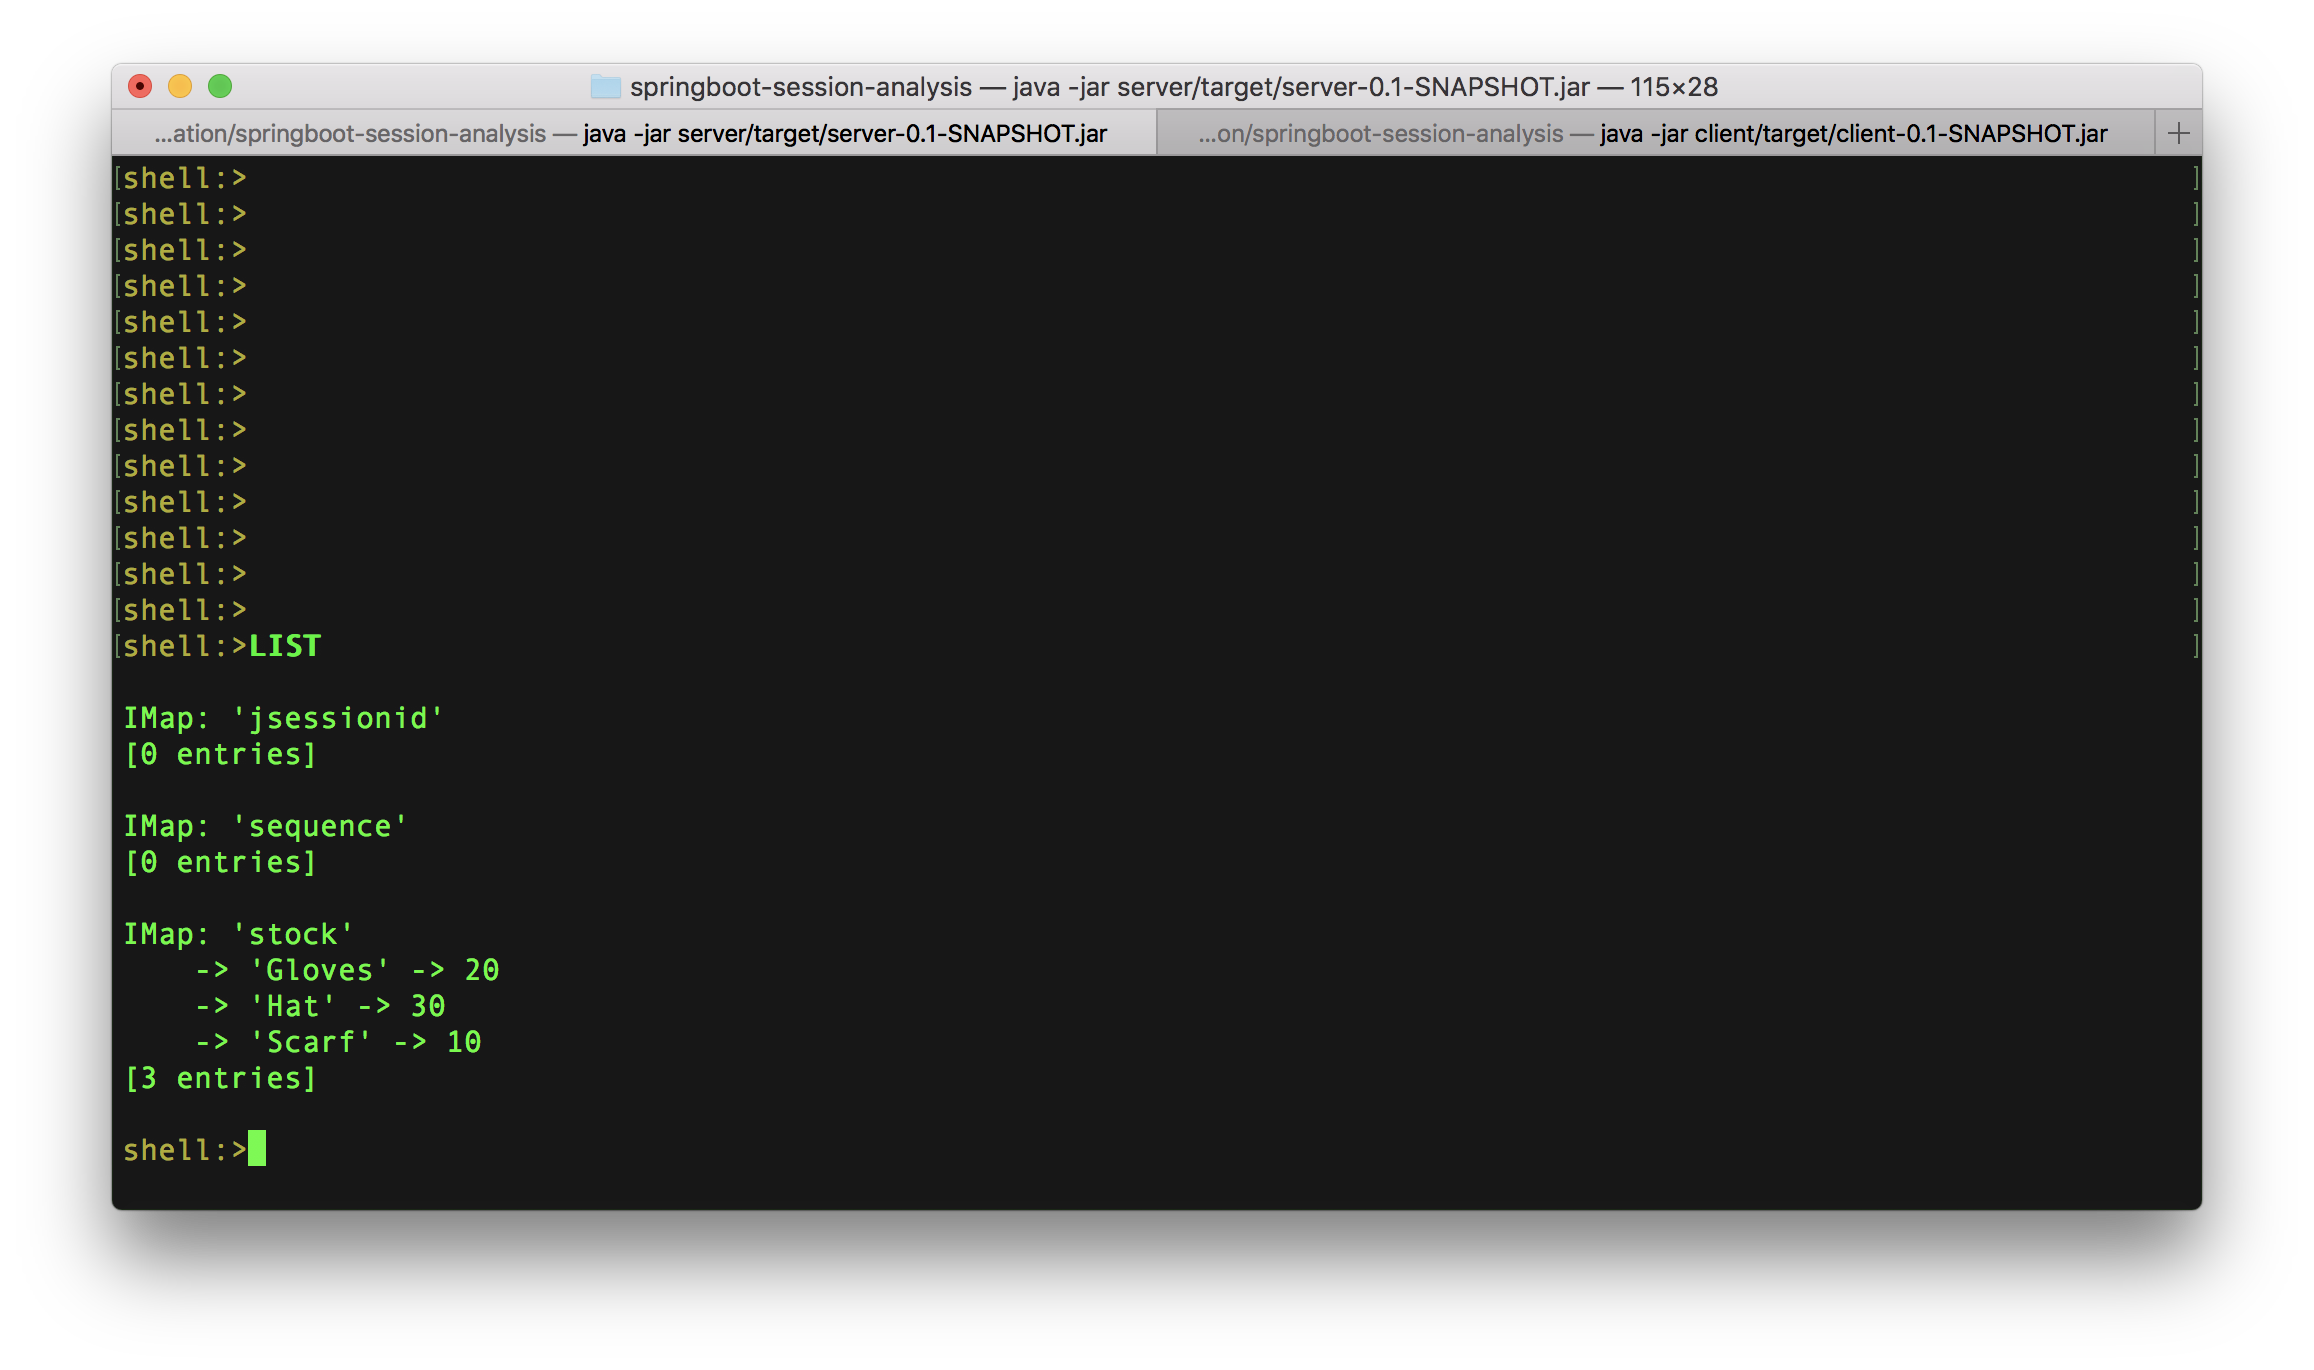 springboot-session-analysis — java -jar server/target/server-0.1-SNAPSHOT.jar — 115×28
...ation/springboot-session-analysis — java -jar server/target/server-0.1-SNAPSHOT.jar
...on/springboot-session-analysis — java -jar client/target/client-0.1-SNAPSHOT.jar
[shell:> ]
[shell:> ]
[shell:> ]
[shell:> ]
[shell:> ]
[shell:> ]
[shell:> ]
[shell:> ]
[shell:> ]
[shell:> ]
[shell:> ]
[shell:> ]
[shell:> ]
[shell:>LIST ]
IMap: 'jsessionid'
[0 entries]
IMap: 'sequence'
[0 entries]
IMap: 'stock'
-> 'Gloves' -> 20
-> 'Hat' -> 30
-> 'Scarf' -> 10
[3 entries]
shell:>